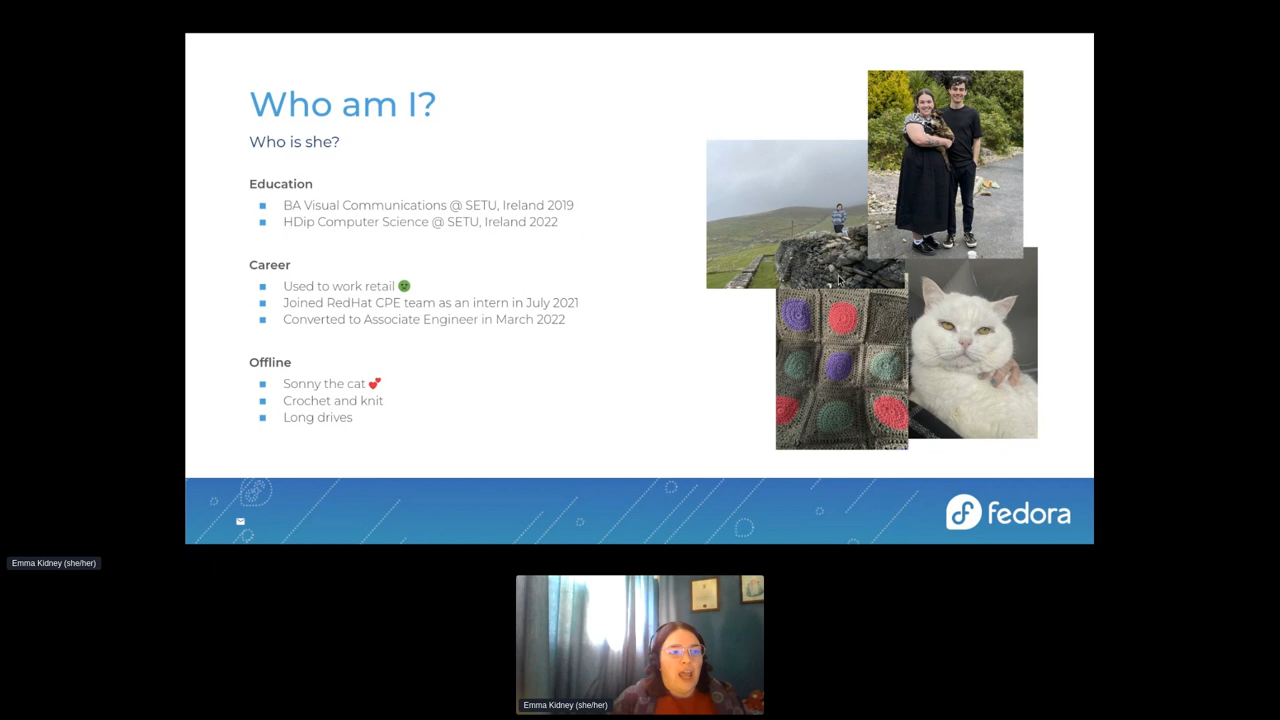 Who am I?
Who is she?
Education
BA Visual Communications @ SETU, Ireland 2019
HDip Computer Science @ SETU, Ireland 2022
Career
Used to work retail
Joined RedHat CPE team as an intern in July 2021
Converted to Associate Engineer in March 2022
Offline
Sonny the cat 💕
Crochet and knit
Long drives
fedora
Emma Kidney (she/her)
Emma Kidney (she/her)